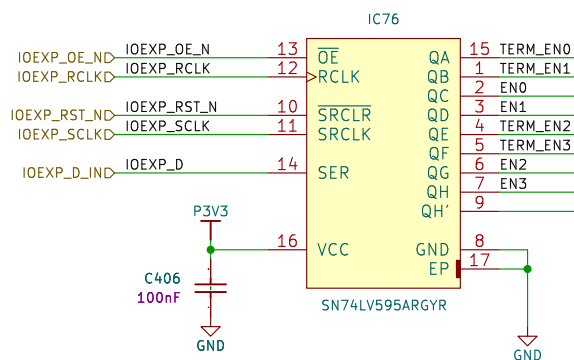 IC76
IOEXP_OE_N IOEXP_OE_N 13 OE QA 15 TERM_EN0
IOEXP_RCLK IOEXP_RCLK 12 RCLK QB 1 TERM_EN1
QC 2 EN0
IOEXP_RST_N IOEXP_RST_N 10 SRCLR QD 3 EN1
IOEXP_SCLK IOEXP_SCLK 11 SRCLK QE 4 TERM_EN2
QF 5 TERM_EN3
IOEXP_D_IN IOEXP_D 14 SER QG 6 EN2
QH 7 EN3
QH' 9
P3V3
16 VCC GND 8
EP 17
C406
100nF
SN74LV595ARGYR
GND
GND